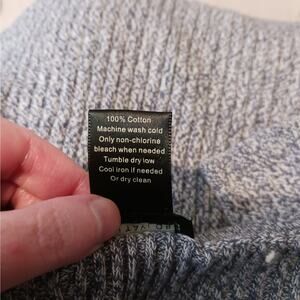 100% Cotton
Machine wash cold
Only non-chlorine
bleach when needed
Tumble dry low
Cool iron if needed
Or dry clean